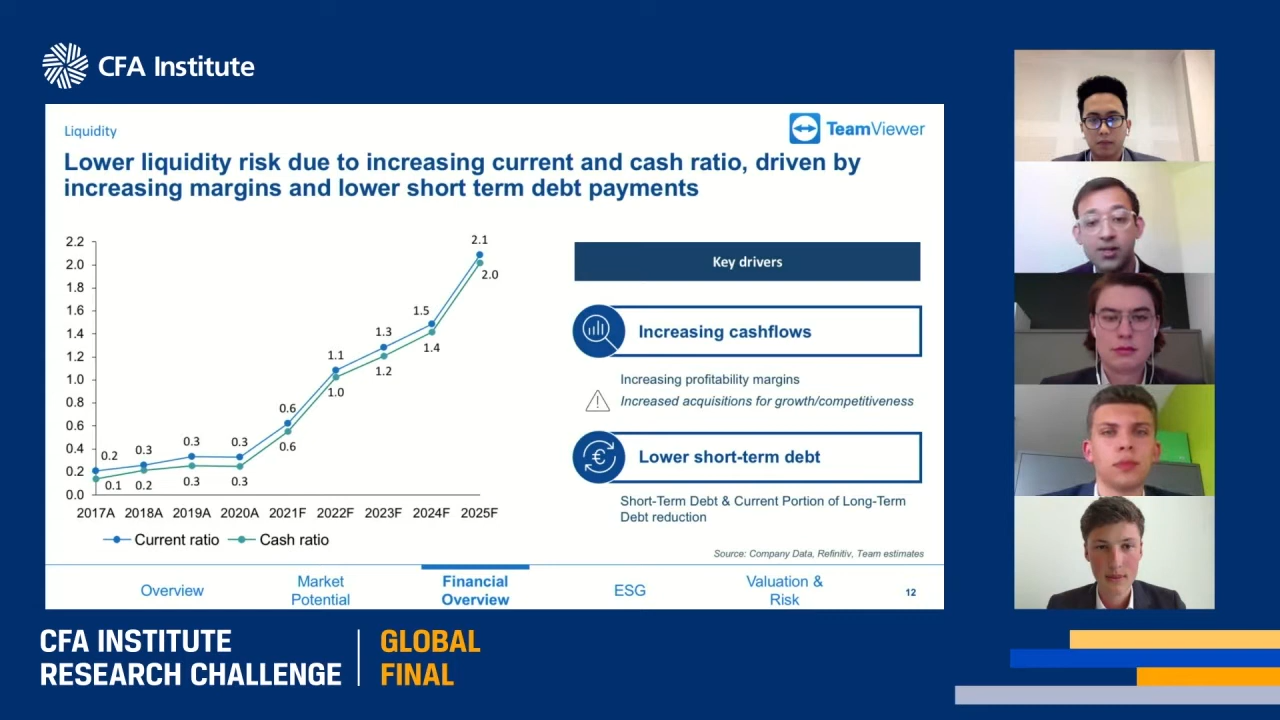 CFA Institute
Liquidity
TeamViewer
Lower liquidity risk due to increasing current and cash ratio, driven by
increasing margins and lower short term debt payments
2.2
2.0
1.8
1.6
1.4
1.2
1.0
0.8
0.6
0.4
0.2
0.0
0.2
0.3
0.3
0.3
0.6
1.1
1.3
1.5
2.1
0.1
0.2
0.3
0.3
0.6
1.0
1.2
1.4
2.0
2017A 2018A 2019A 2020A 2021F 2022F 2023F 2024F 2025F
Current ratio Cash ratio
Key drivers
Increasing cashflows
Increasing profitability margins
Increased acquisitions for growth/competitiveness
€
Lower short-term debt
Short-Term Debt & Current Portion of Long-Term
Debt reduction
Source: Company Data, Refinitiv, Team estimates
Overview
Market
Potential
Financial
Overview
ESG
Valuation &
Risk
12
CFA INSTITUTE
RESEARCH CHALLENGE
GLOBAL
FINAL